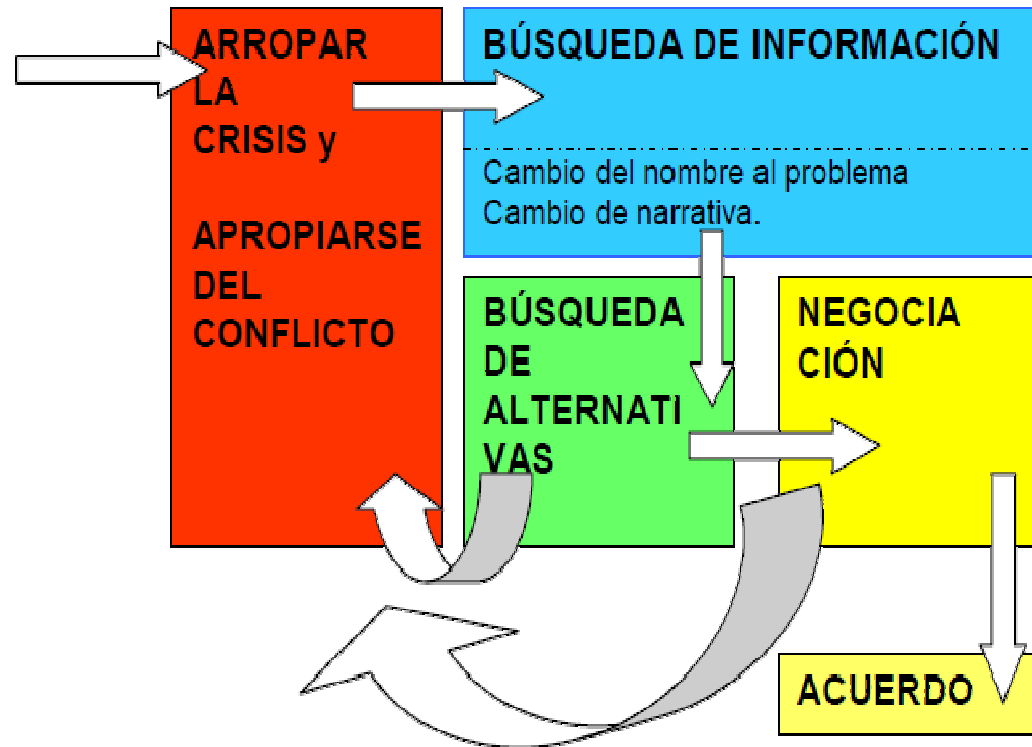 ARROPAR
LA
CRISIS y
APROPIARSE
DEL
CONFLICTO
BÚSQUEDA DE INFORMACIÓN
Cambio del nombre al problema
Cambio de narrativa.
BÚSQUEDA
DE
ALTERNATI
VAS
NEGOCIA
CIÓN
ACUERDO